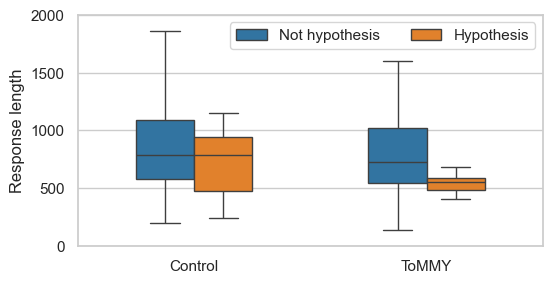 Response length
2000
1500
1000
500
0
Not hypothesis
Hypothesis
Control
ToMMY